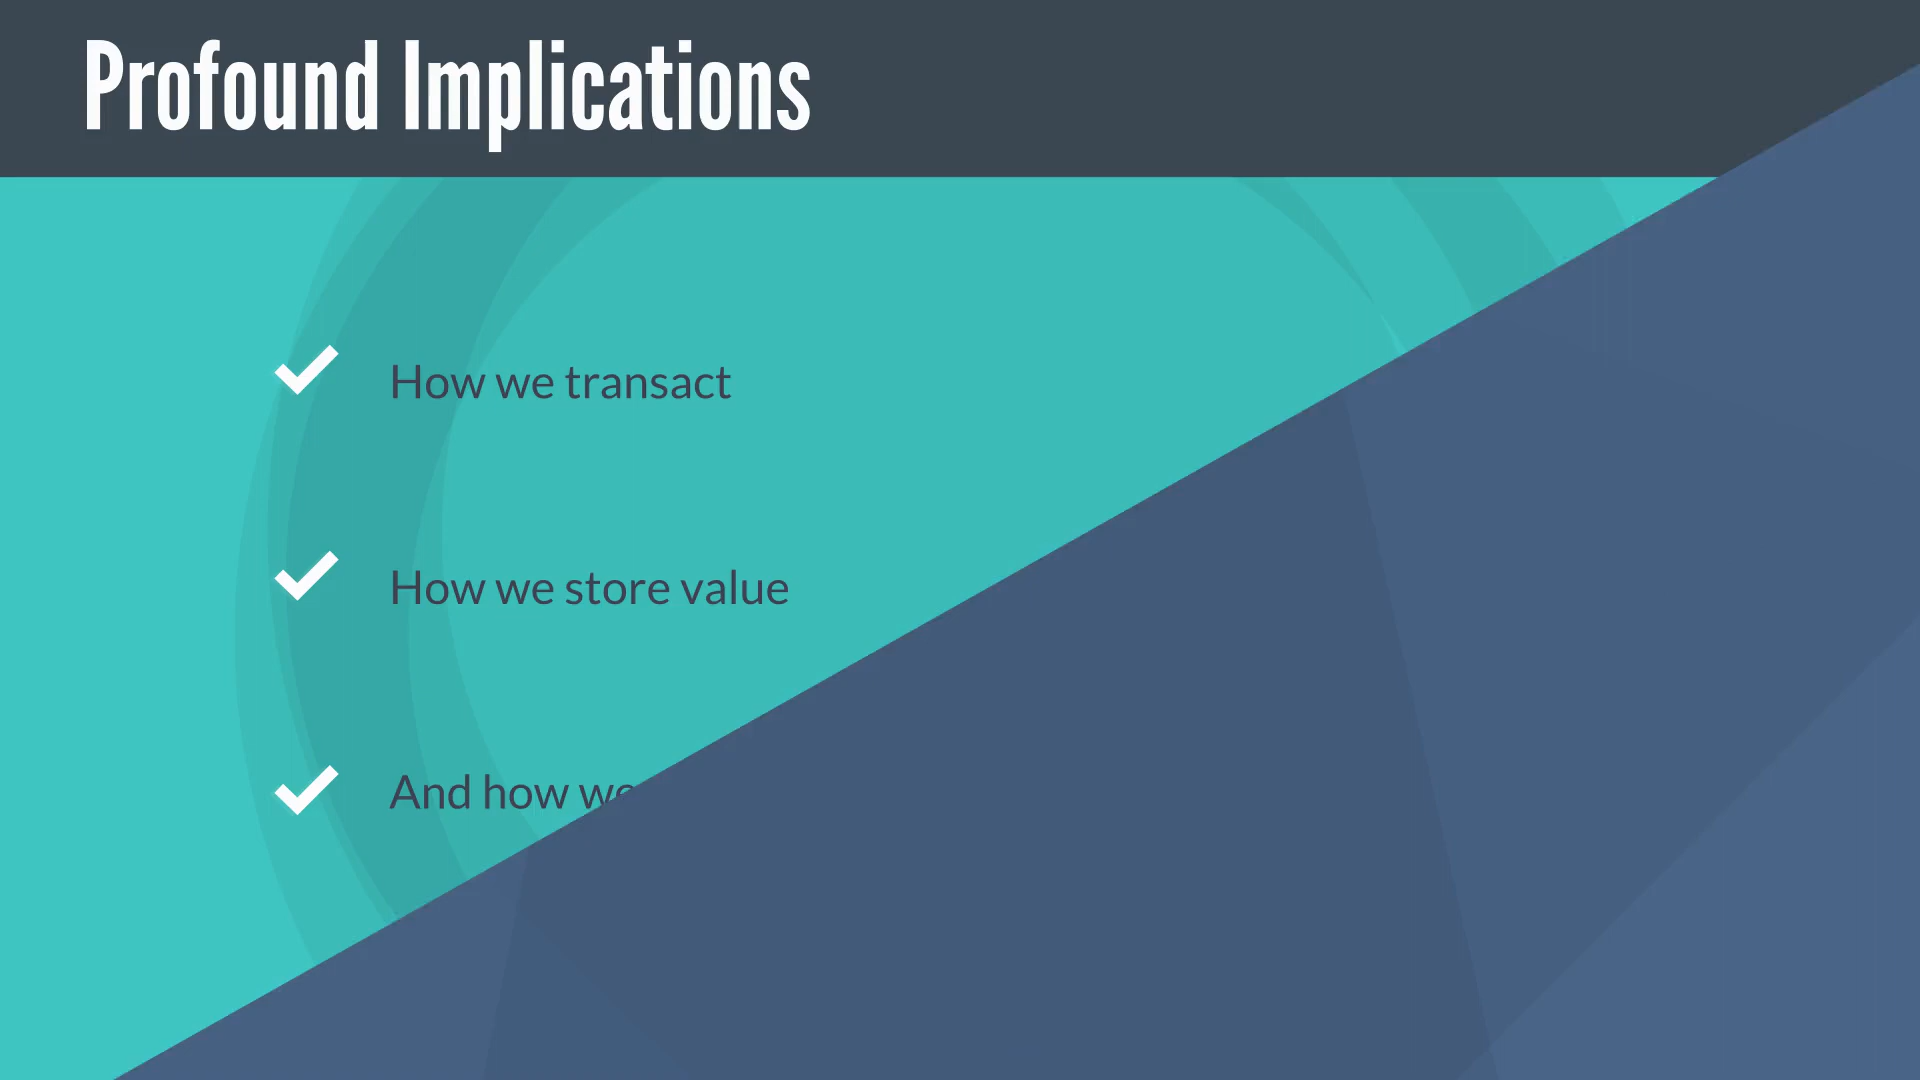 Profound Implications
How we transact
How we store value
And how we